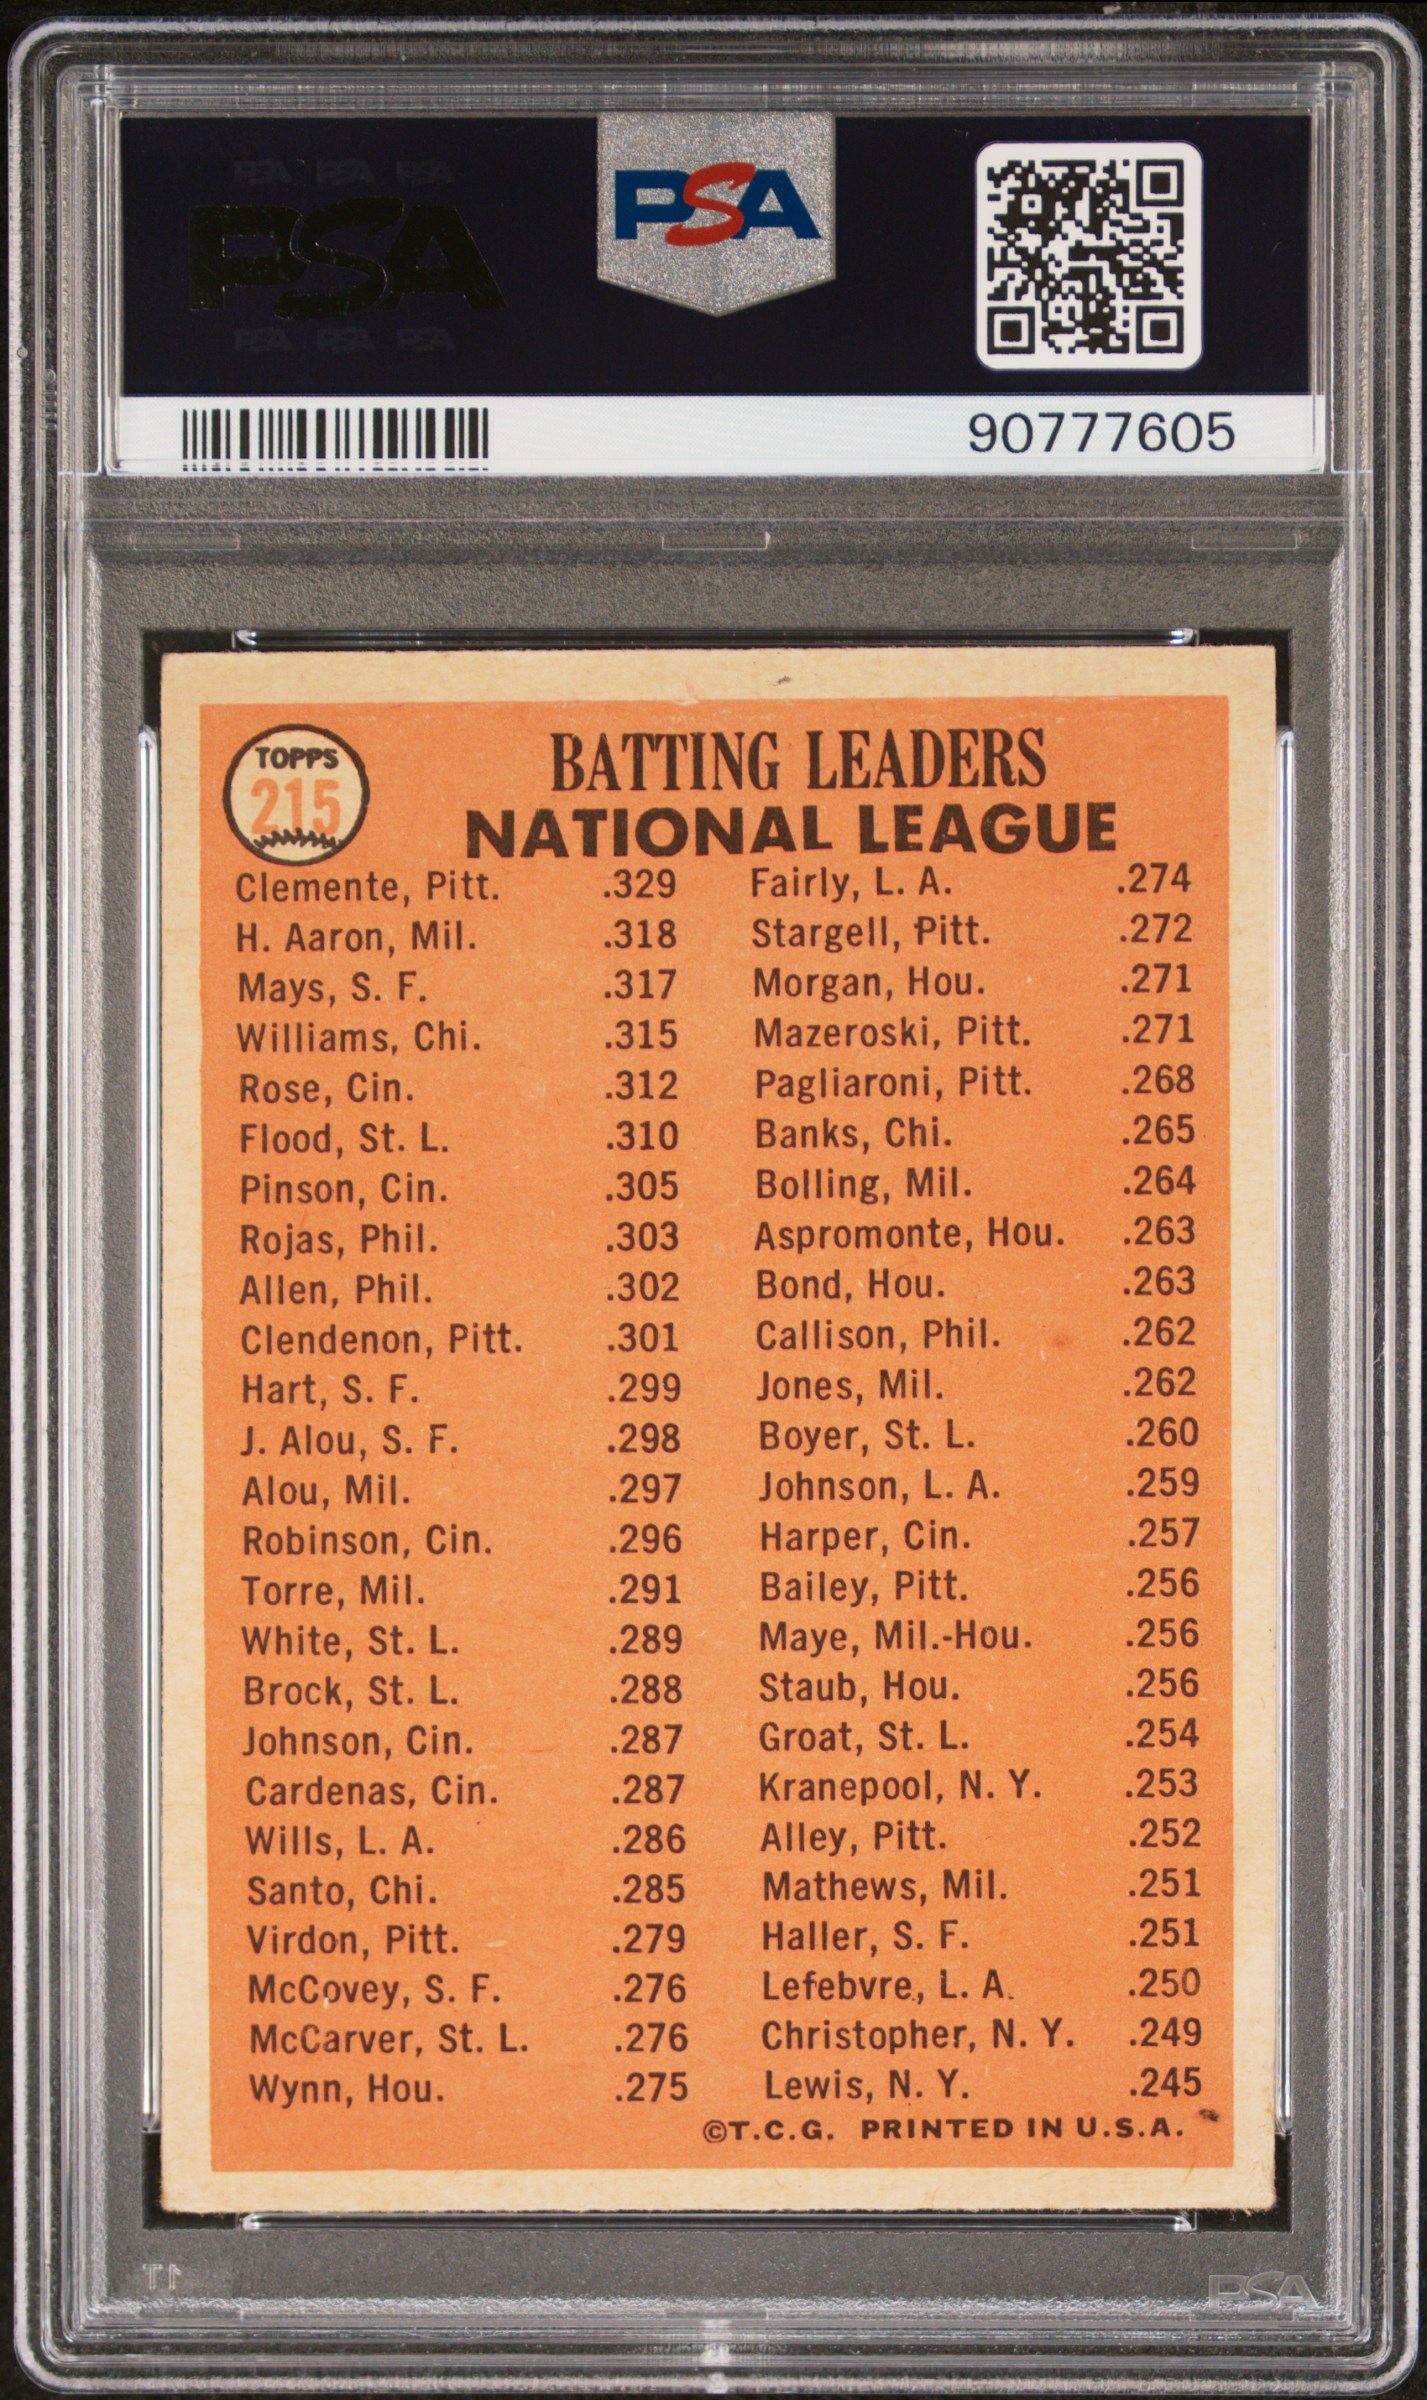 PSA PSA PSA
PSA
PSA PSA PSA
PSA
90777605
TOPPS
215
BATTING LEADERS
NATIONAL LEAGUE
Clemente, Pitt. .329 Fairly, L. A. .274
H. Aaron, Mil. .318 Stargell, Pitt. .272
Mays, S. F. .317 Morgan, Hou. .271
Williams, Chi. .315 Mazeroski, Pitt. .271
Rose, Cin. .312 Pagliaroni, Pitt. .268
Flood, St. L. .310 Banks, Chi. .265
Pinson, Cin. .305 Bolling, Mil. .264
Rojas, Phil. .303 Aspromonte, Hou. .263
Allen, Phil. .302 Bond, Hou. .263
Clendenon, Pitt. .301 Callison, Phil. .262
Hart, S. F. .299 Jones, Mil. .262
J. Alou, S. F. .298 Boyer, St. L. .260
Alou, Mil. .297 Johnson, L. A. .259
Robinson, Cin. .296 Harper, Cin. .257
Torre, Mil. .291 Bailey, Pitt. .256
White, St. L. .289 Maye, Mil.-Hou. .256
Brock, St. L. .288 Staub, Hou. .256
Johnson, Cin. .287 Groat, St. L. .254
Cardenas, Cin. .287 Kranepool, N. Y. .253
Wills, L. A. .286 Alley, Pitt. .252
Santo, Chi. .285 Mathews, Mil. .251
Virdon, Pitt. .279 Haller, S. F. .251
McCovey, S. F. .276 Lefebvre, L. A. .250
McCarver, St. L. .276 Christopher, N. Y. .249
Wynn, Hou. .275 Lewis, N. Y. .245
©T.C.G. PRINTED IN U.S.A.
PSA